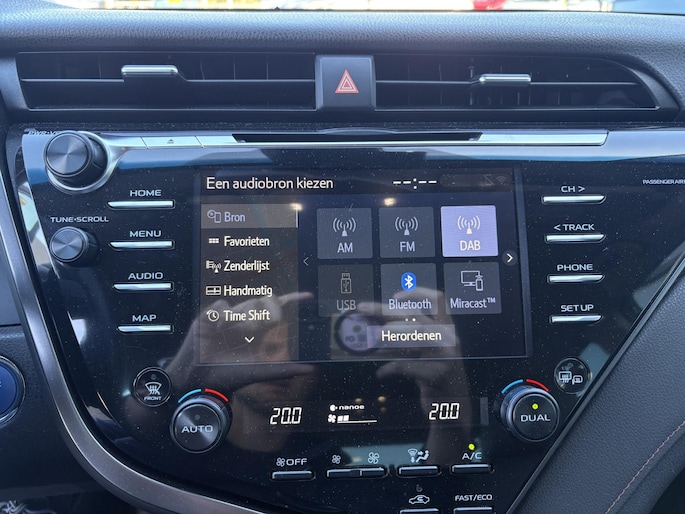 Een audiobron kiezen --:--
PASSENGER AIR
HOME
TUNE•SCROLL
MENU
AUDIO
MAP
Bron
Favorieten
Zenderlijst
Handmatig
Time Shift
AM
FM
DAB
USB
Bluetooth
Miracast™
Herordenen
CH >
< TRACK
PHONE
SET UP
FRONT
AUTO
20.0
nanoe
20.0
DUAL
OFF
A/C
FAST/ECO